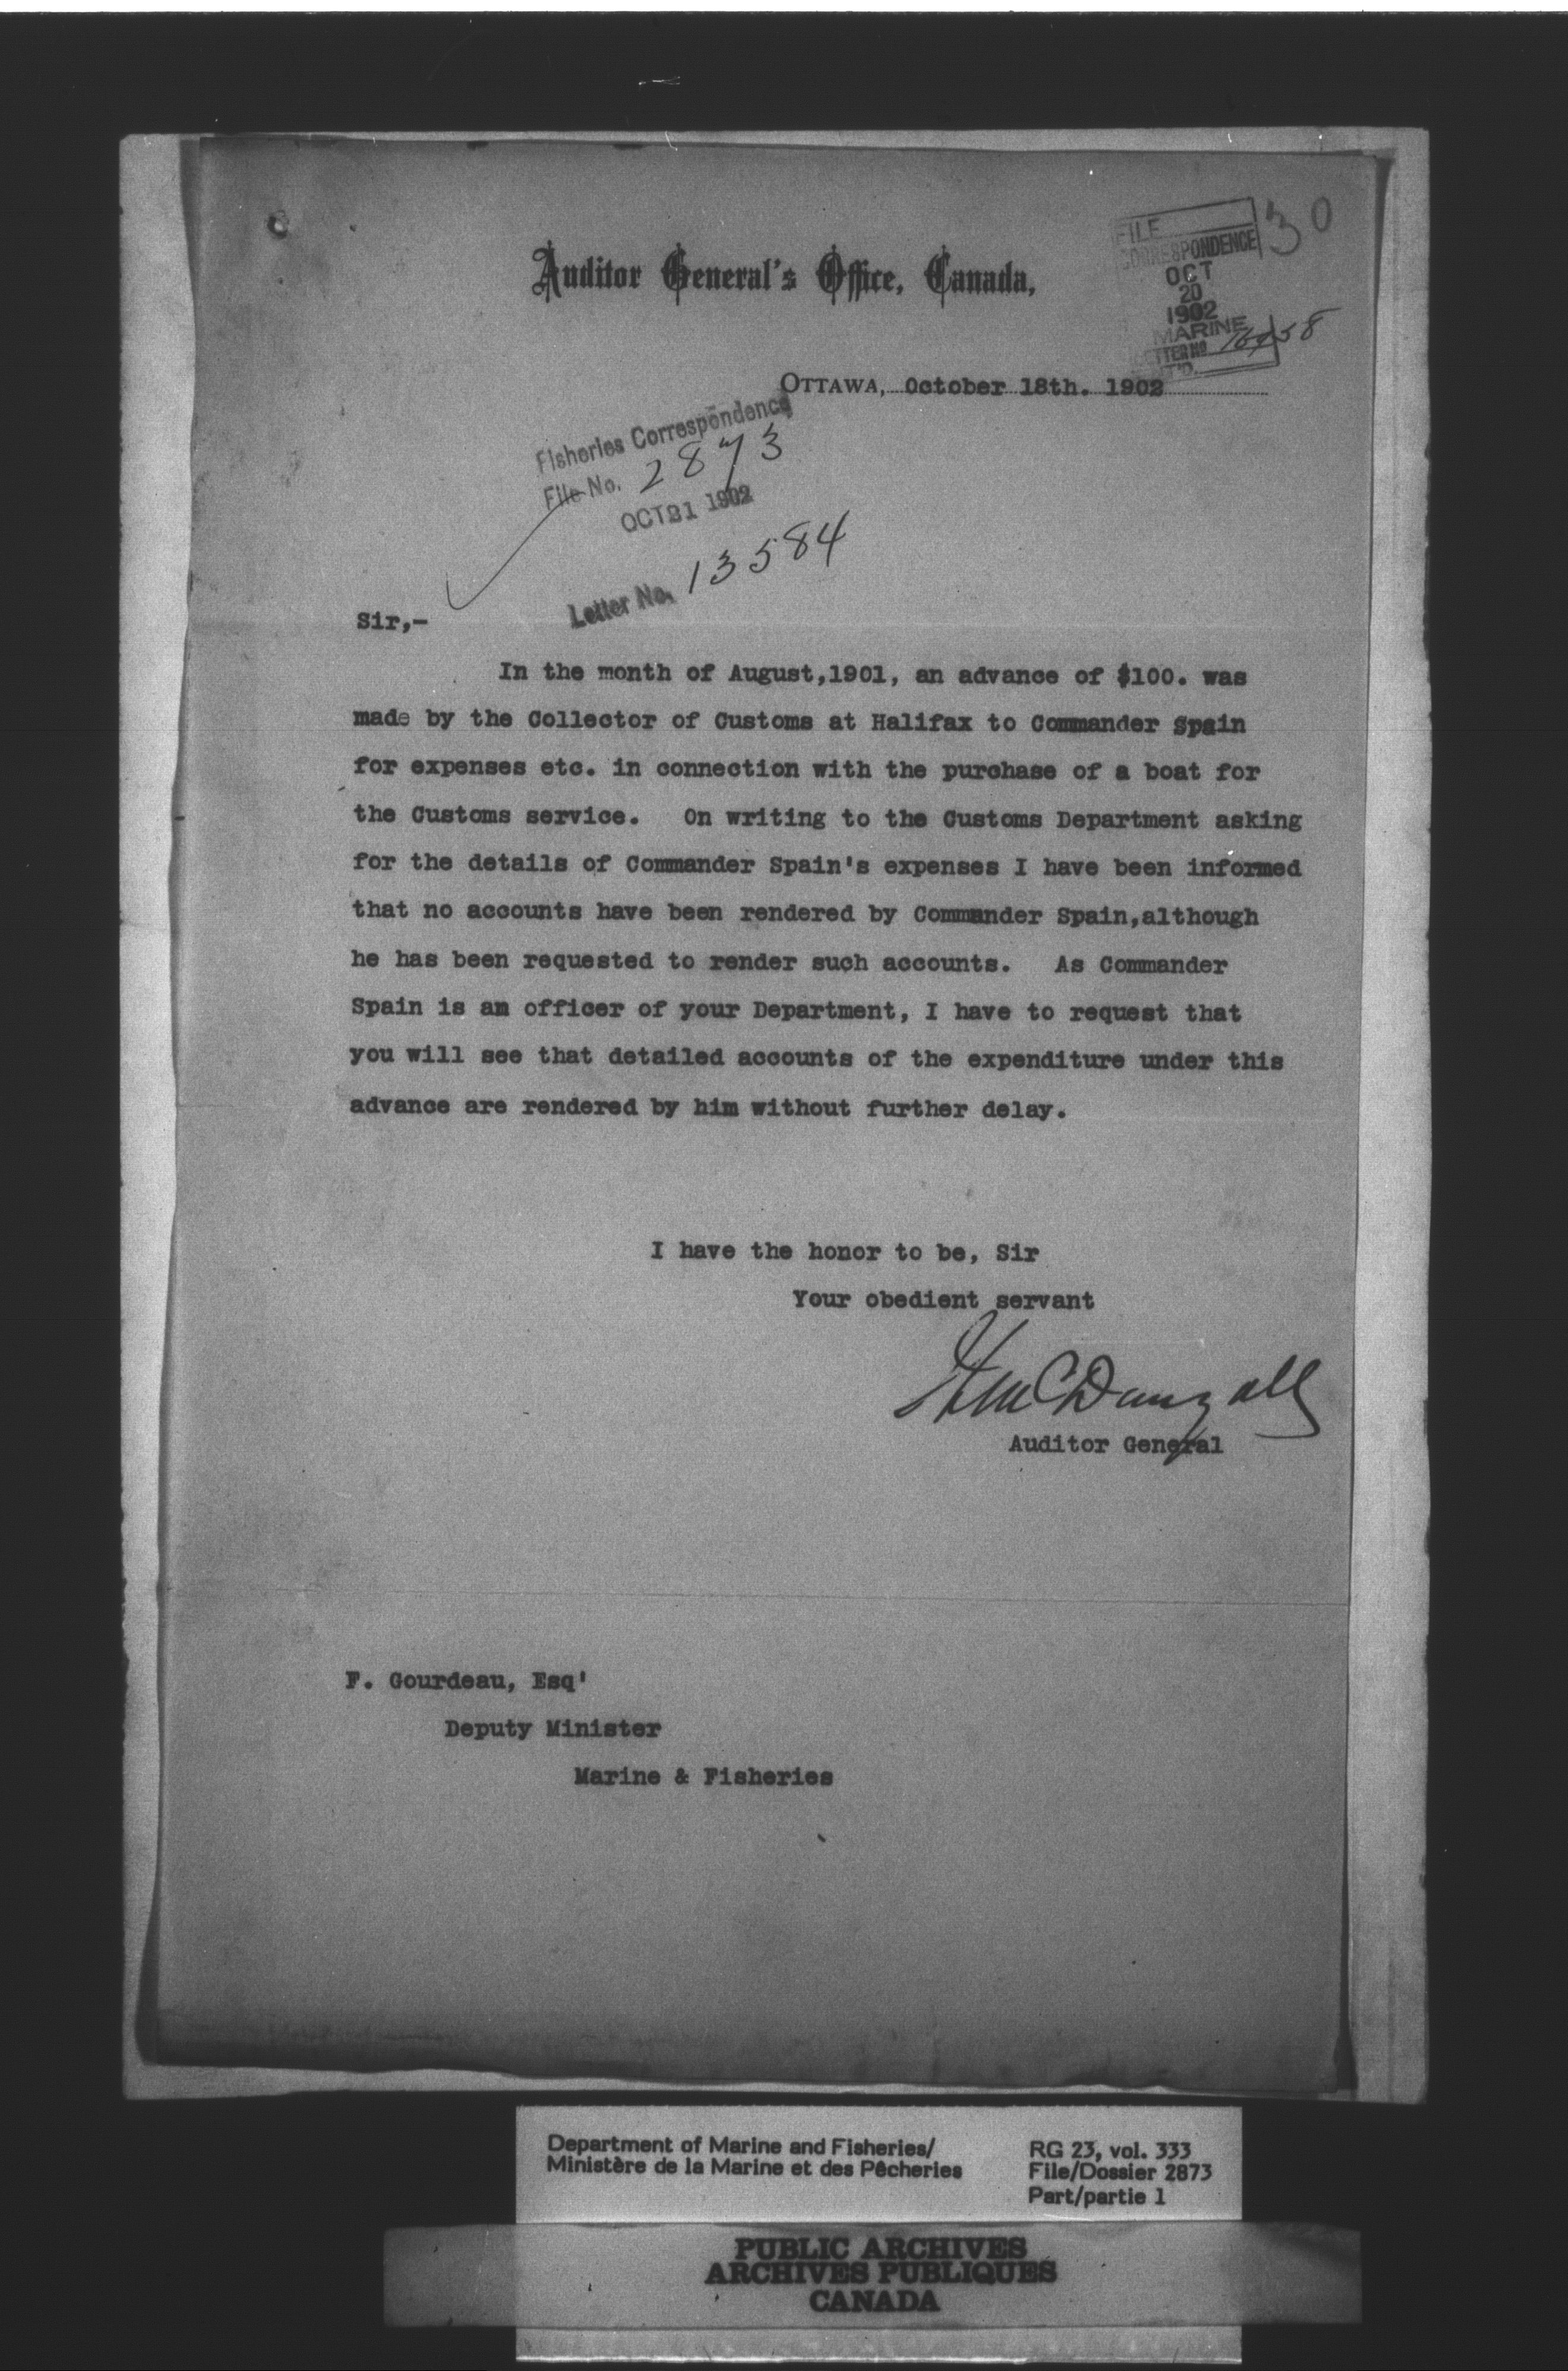 Auditor General's Office, Canada,
FILE
CORRESPONDENCE
OCT
20
1902
MARINE
LETTER NO
30
OTTAWA, October 18th. 1902
Fisheries Correspondence
File No. 2873
OCT 21 1902
Letter No. 13584
Sir,-
In the month of August,1901, an advance of $100. was
made by the Collector of Customs at Halifax to Commander Spain
for expenses etc. in connection with the purchase of a boat for
the Customs service. On writing to the Customs Department asking
for the details of Commander Spain's expenses I have been informed
that no accounts have been rendered by Commander Spain,although
he has been requested to render such accounts. As Commander
Spain is an officer of your Department, I have to request that
you will see that detailed accounts of the expenditure under this
advance are rendered by him without further delay.
I have the honor to be, Sir
Your obedient servant
Auditor General
F. Gourdeau, Esq'
Deputy Minister
Marine & Fisheries
Department of Marine and Fisheries/
Ministère de la Marine et des Pêcheries
RG 23, vol. 333
File/Dossier 2873
Part/partie 1
PUBLIC ARCHIVES
ARCHIVES PUBLIQUES
CANADA